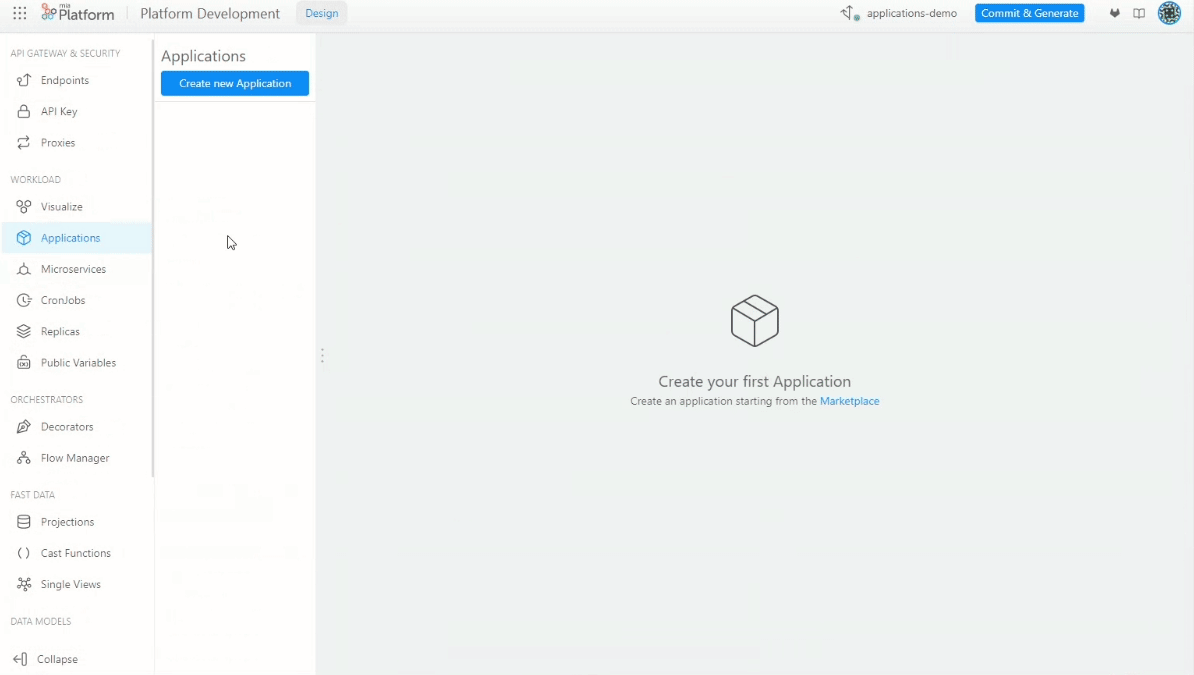 mia
Platform
Platform Development
Design
applications-demo
Commit & Generate
API GATEWAY & SECURITY
Endpoints
API Key
Proxies
WORKLOAD
Visualize
Applications
Microservices
CronJobs
Replicas
Public Variables
ORCHESTRATORS
Decorators
Flow Manager
FAST DATA
Projections
Cast Functions
Single Views
DATA MODELS
Collapse
Applications
Create new Application
Create your first Application
Create an application starting from the Marketplace